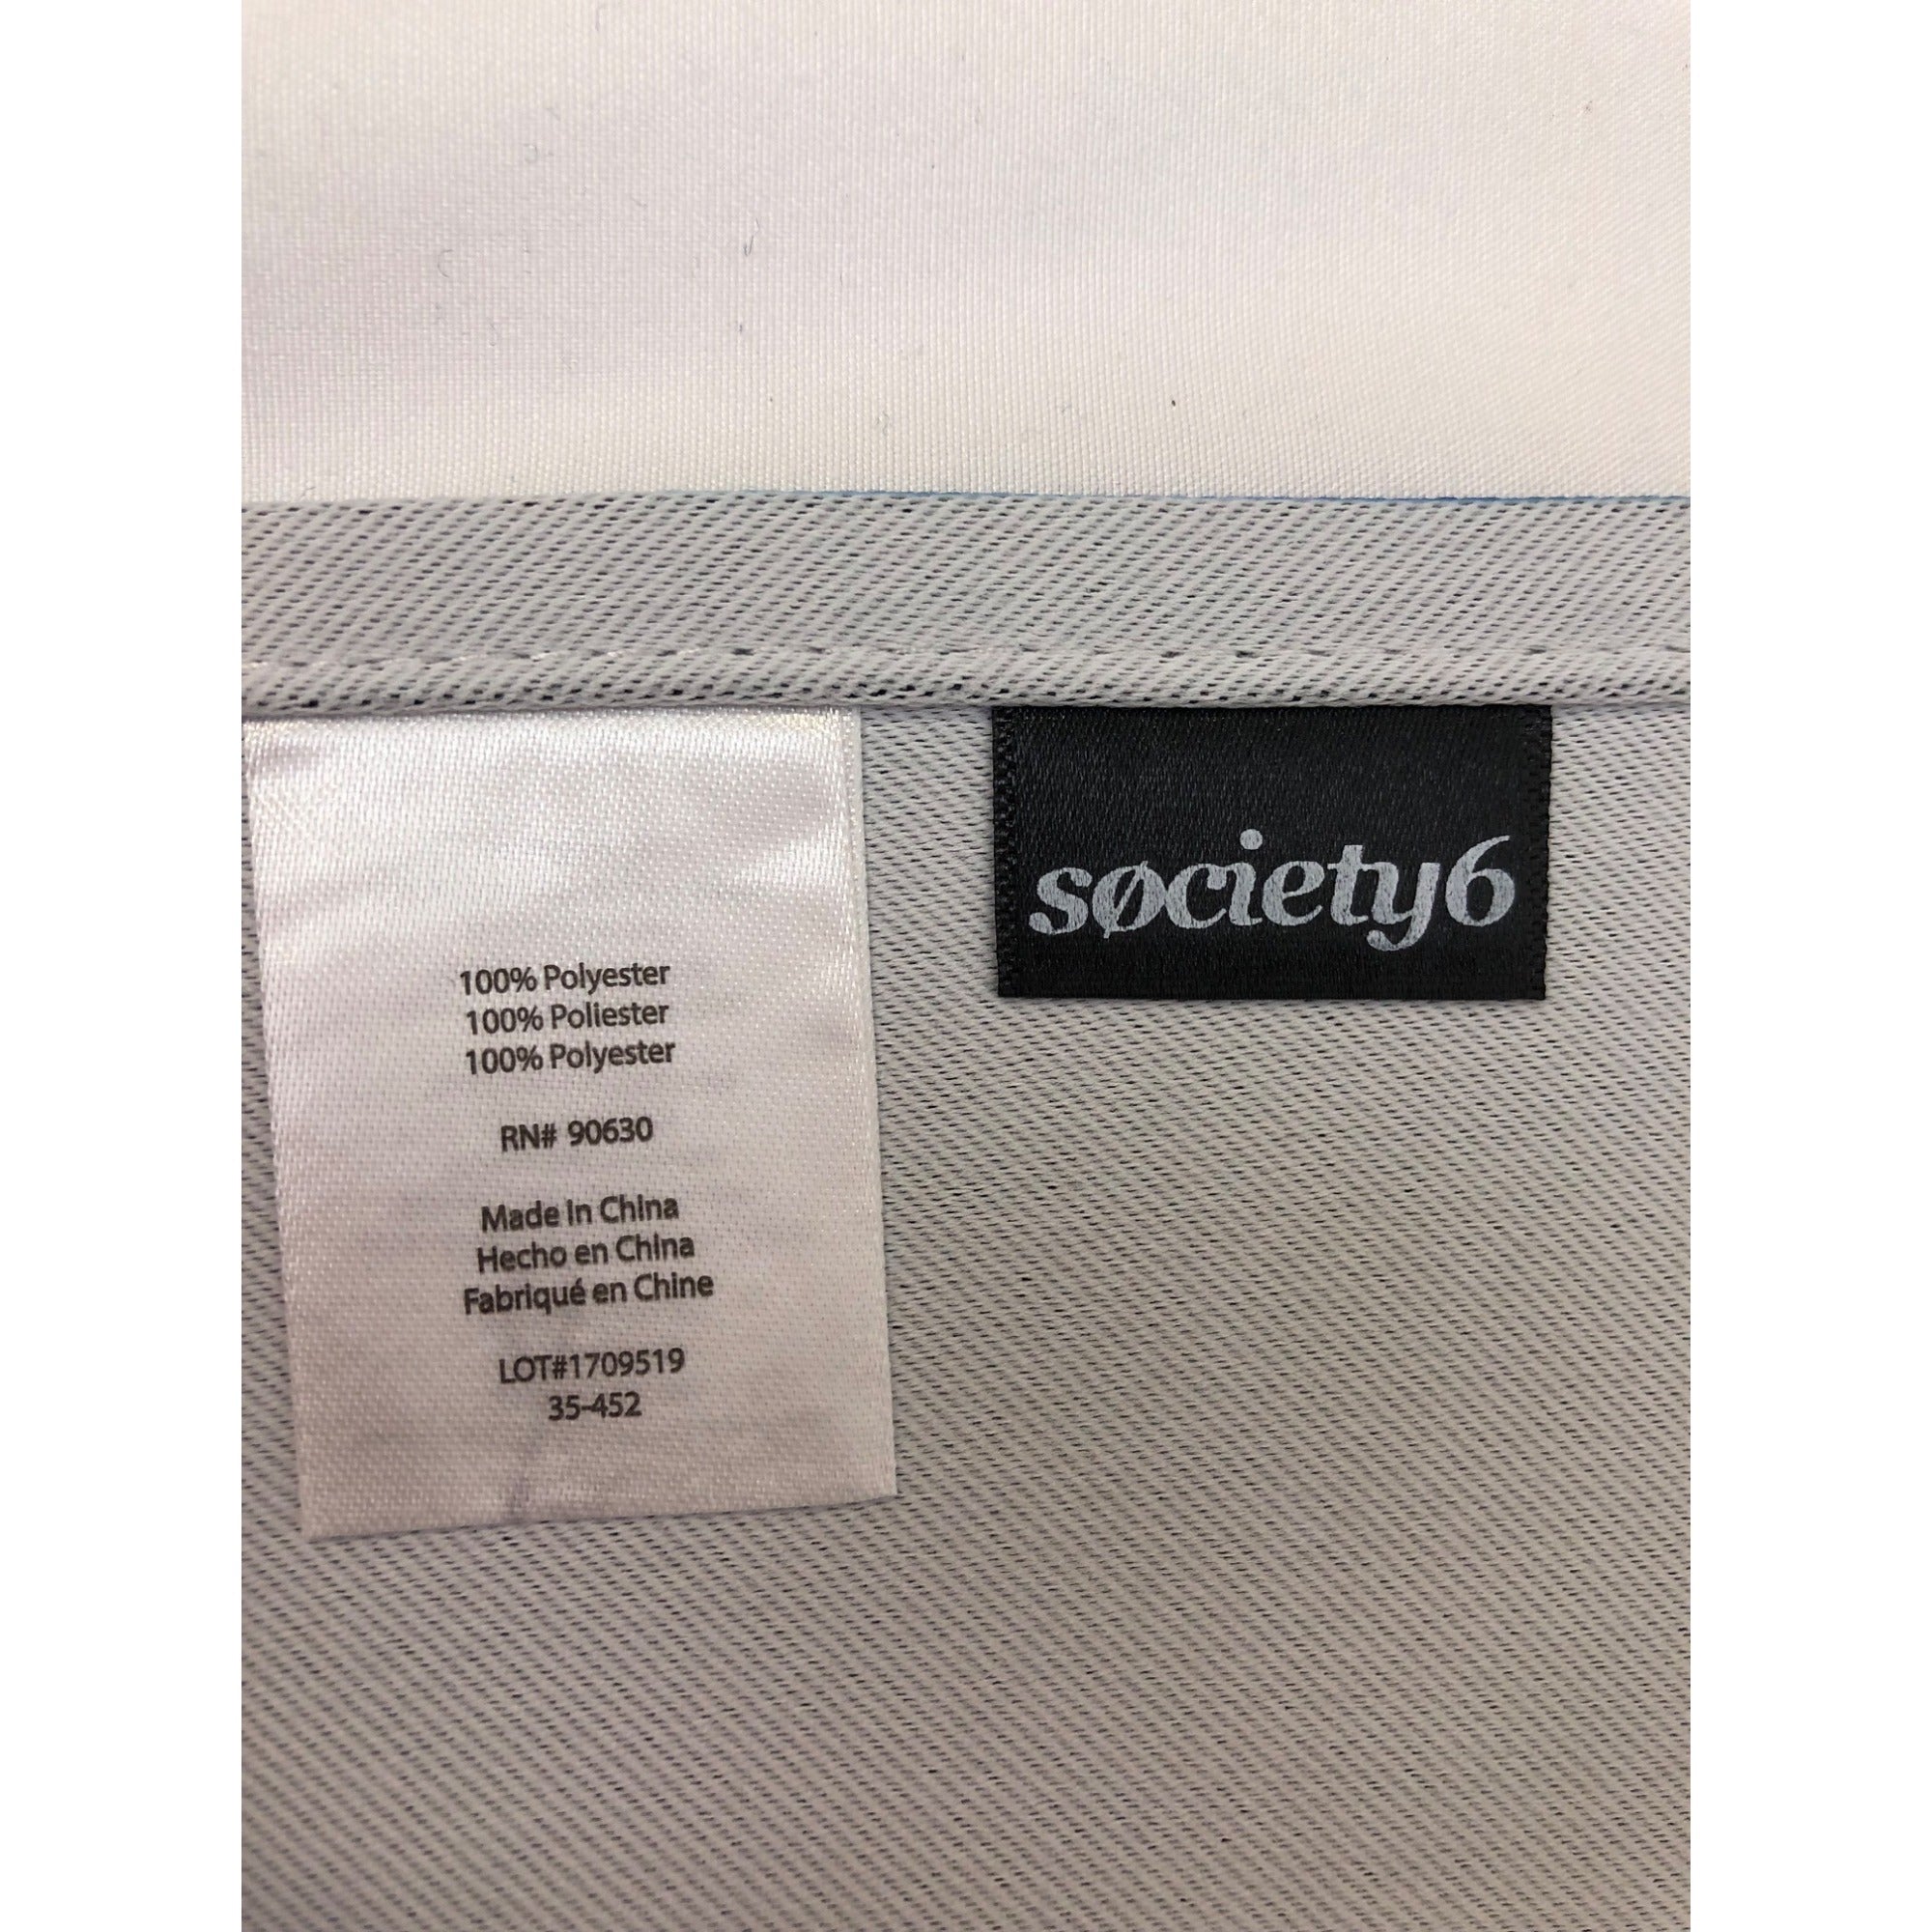 100% Polyester
100% Poliester
100% Polyester
RN# 90630
Made in China
Hecho en China
Fabriqué en Chine
LOT#1709519
35-452
søciety6